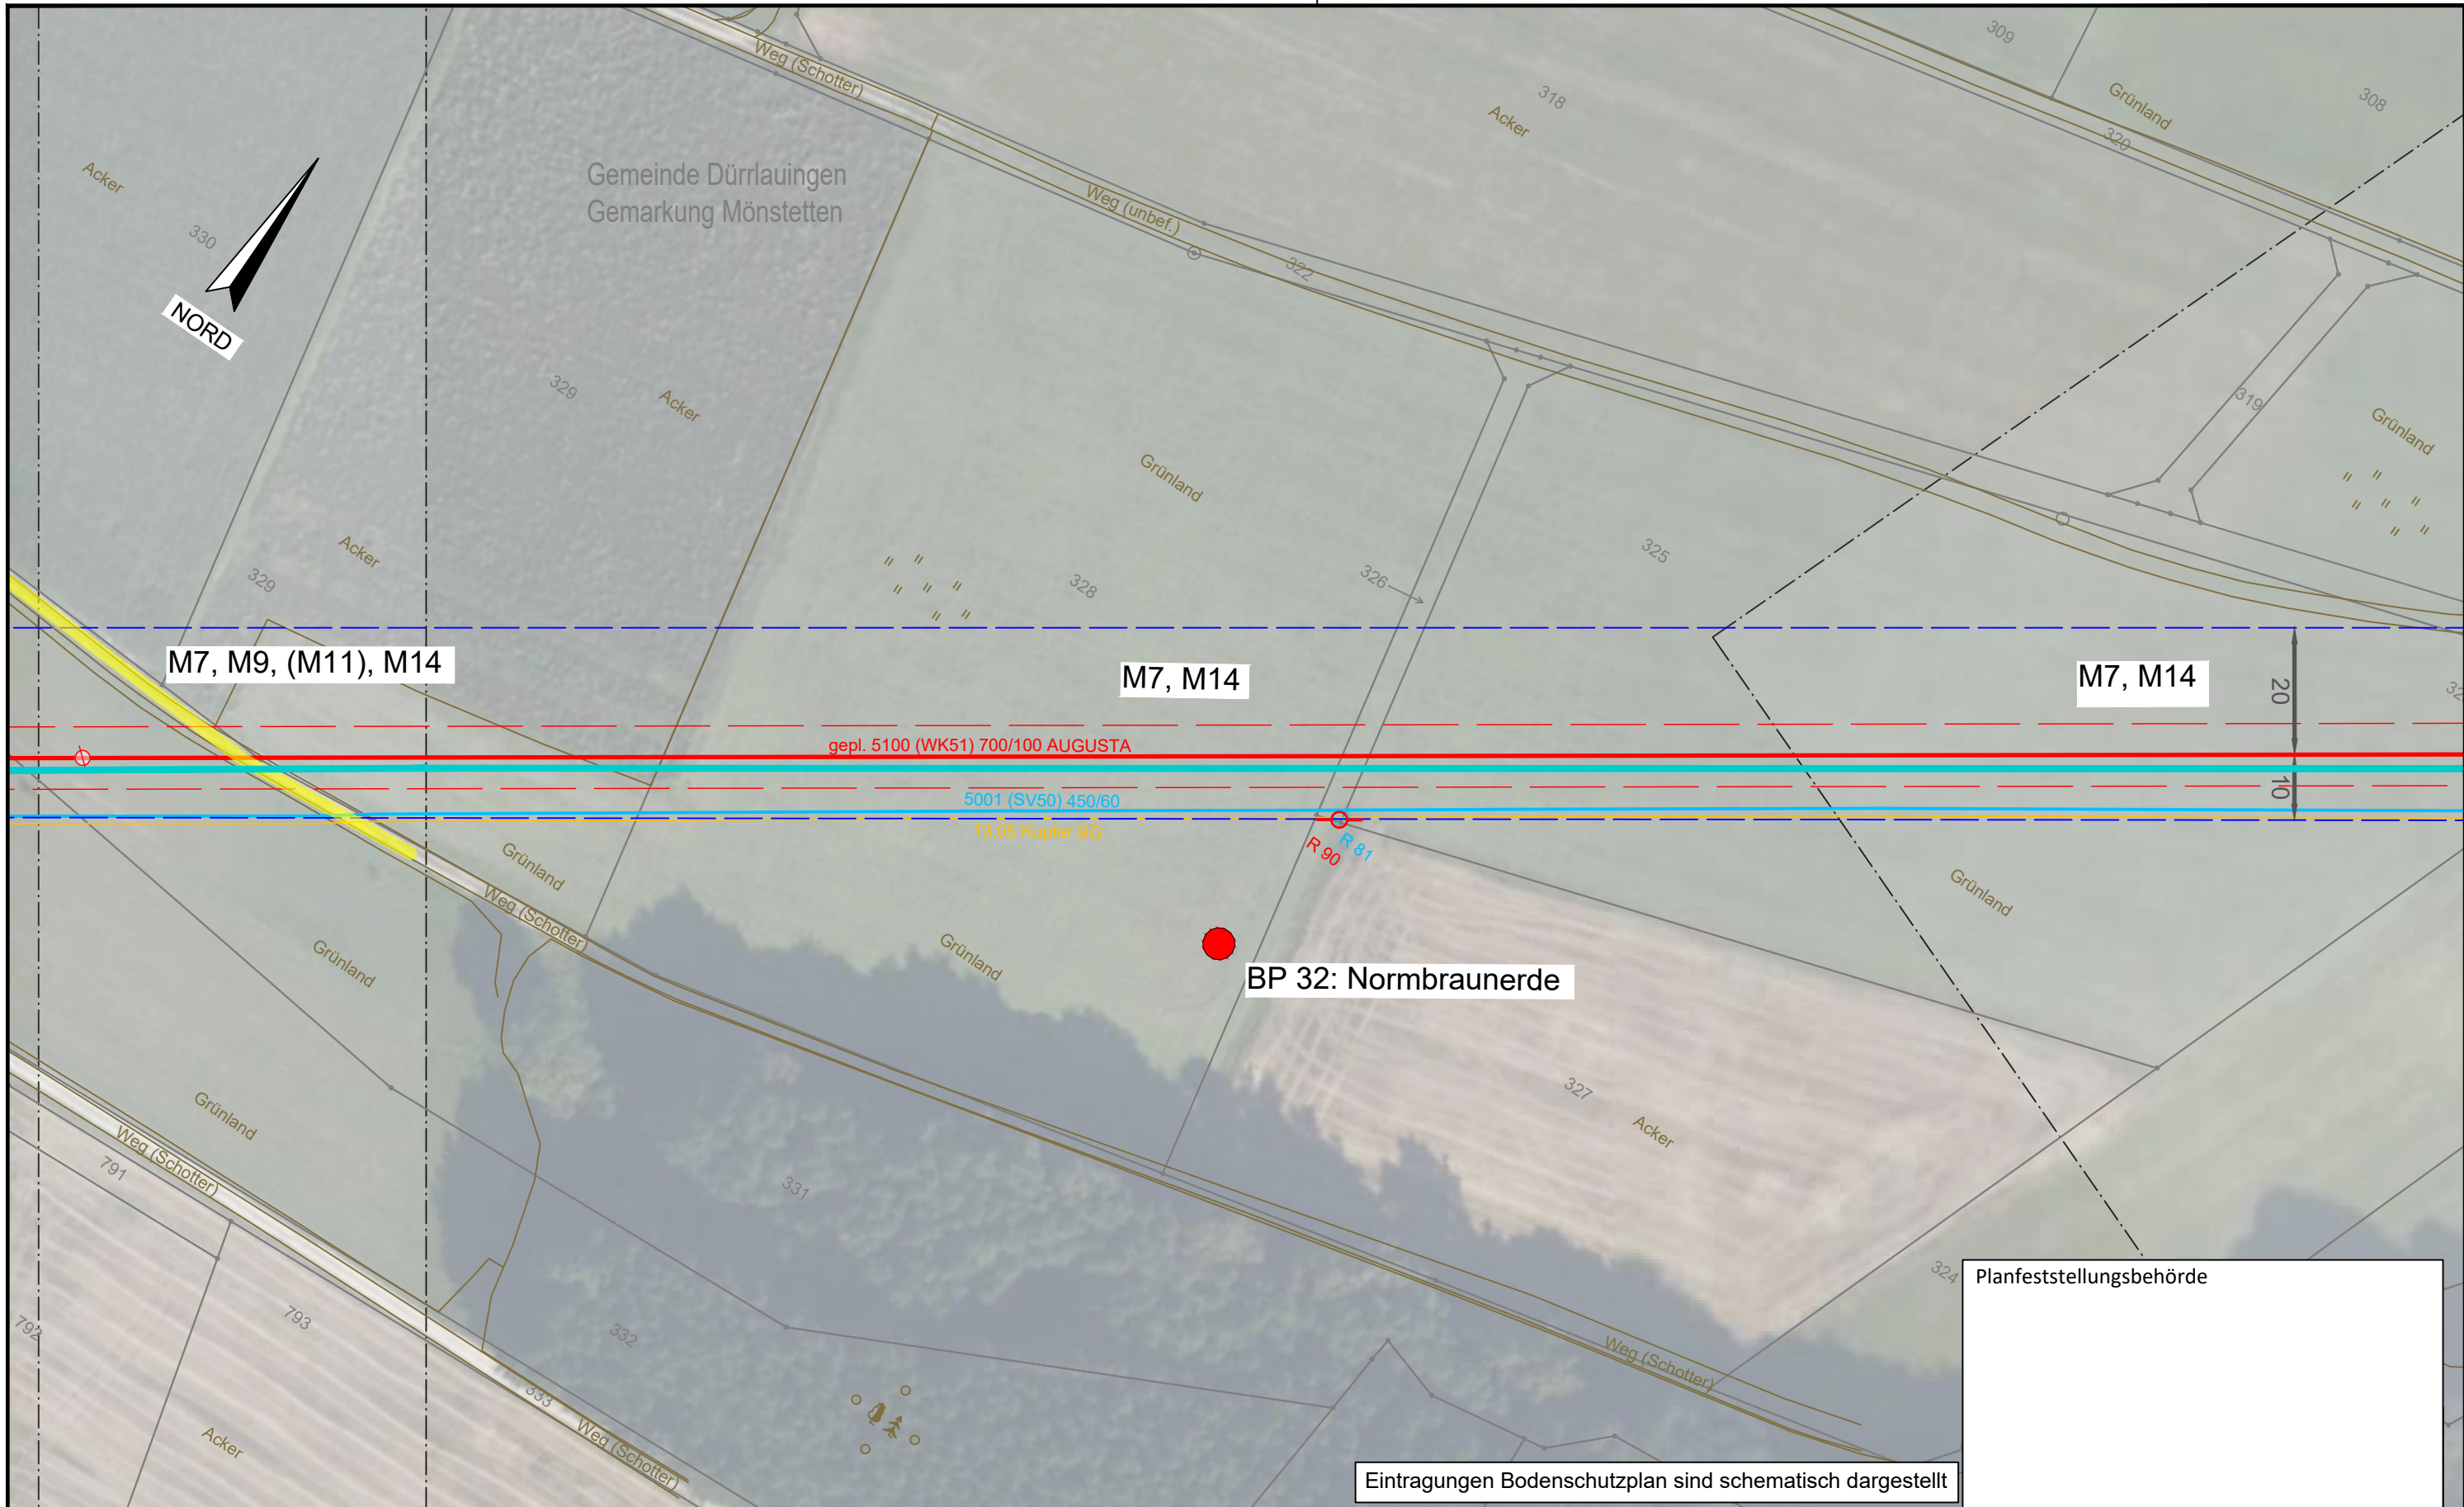 Weg (Schotter)
309
Grünland
308
318
Acker
320
Acker
Gemeinde Dürrlauingen
Gemarkung Mönstetten
330
Weg (unbef.)
322
NORD
329
Acker
319
Grünland
Grünland
Acker
329
328
326
325
M7, M9, (M11), M14
M7, M14
M7, M14
20
gepl. 5100 (WK51) 700/100 AUGUSTA
10
5001 (SV50) 450/60
13.05 Kupfer BG
R 90
R 81
Grünland
Weg (Schotter)
Grünland
Grünland
Grünland
BP 32: Normbraunerde
Grünland
327
Acker
Weg (Schotter)
791
331
324
Planfeststellungsbehörde
793
792
332
Weg (Schotter)
333
Weg (Schotter)
Acker
Eintragungen Bodenschutzplan sind schematisch dargestellt